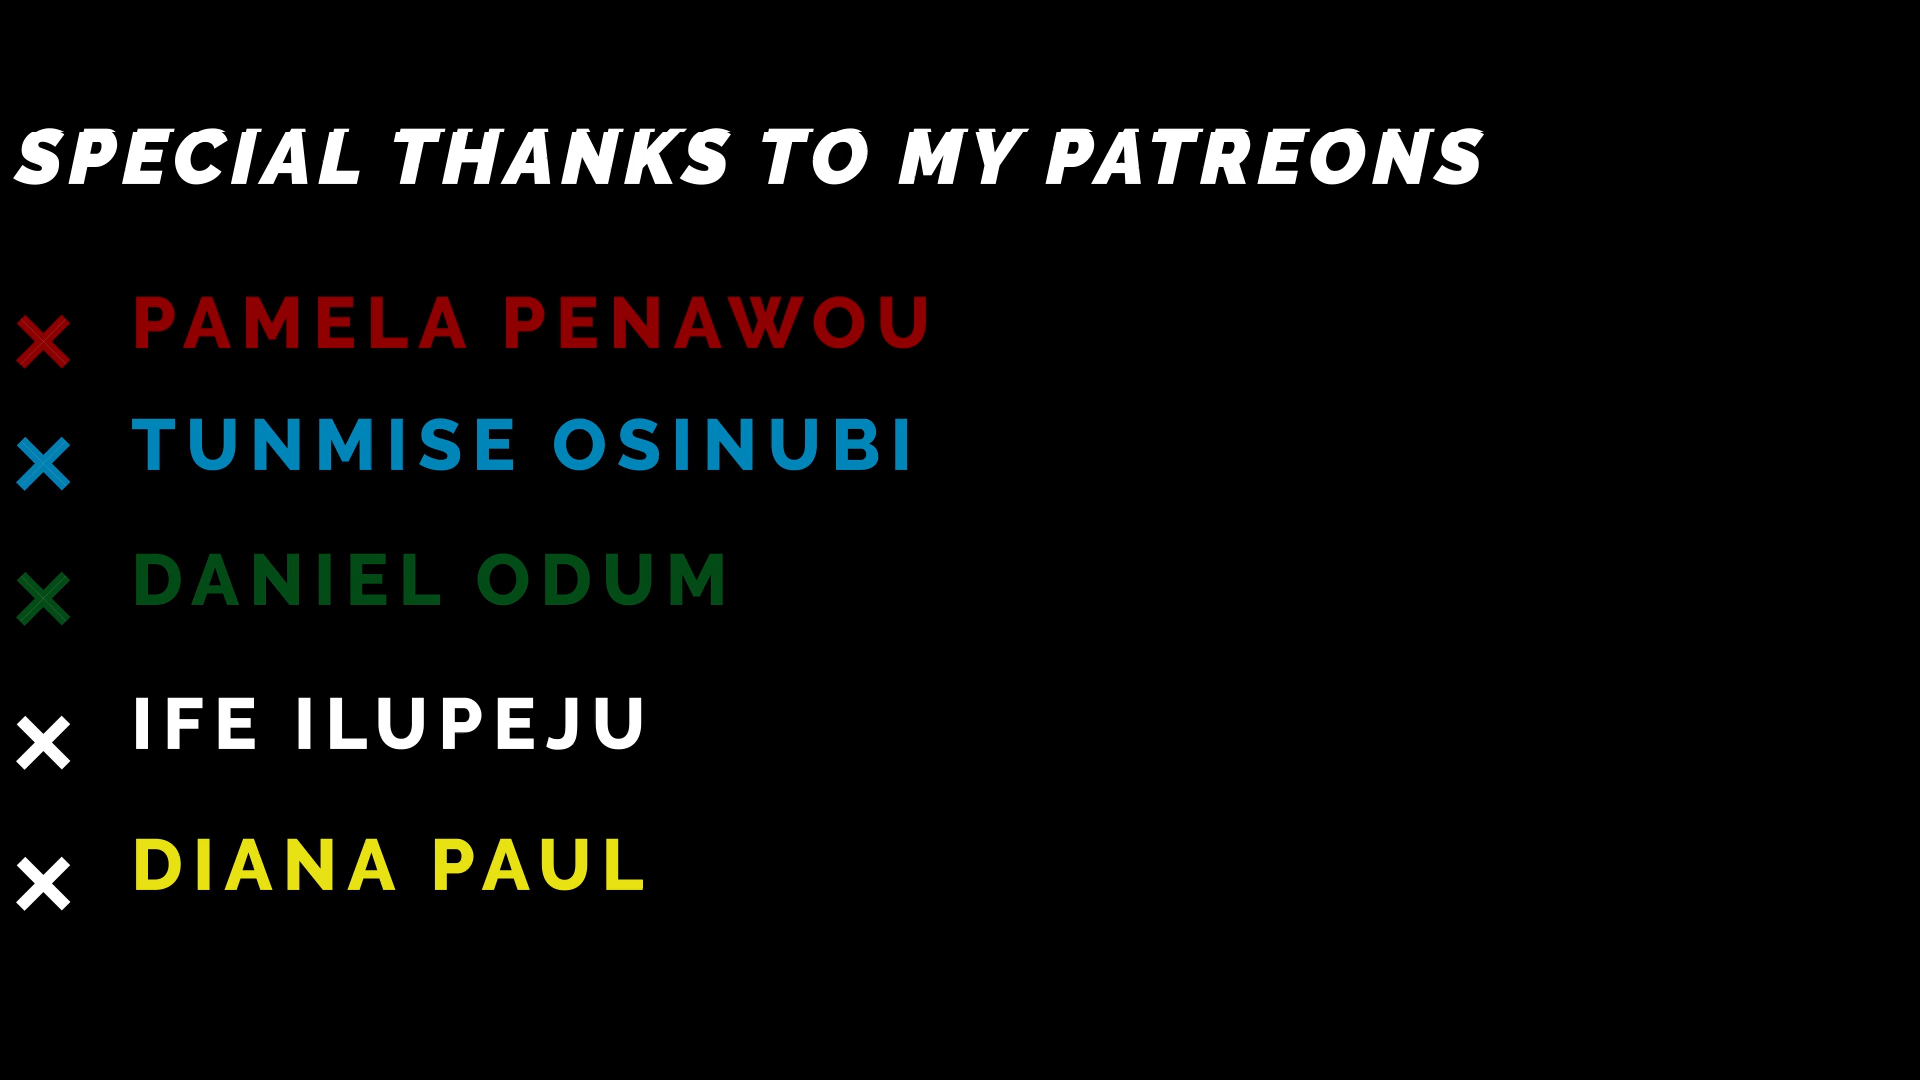 SPECIAL THANKS TO MY PATREONS
× PAMELA PENAWOU
× TUNMISE OSINUBI
× DANIEL ODUM
× IFE ILUPEJU
× DIANA PAUL